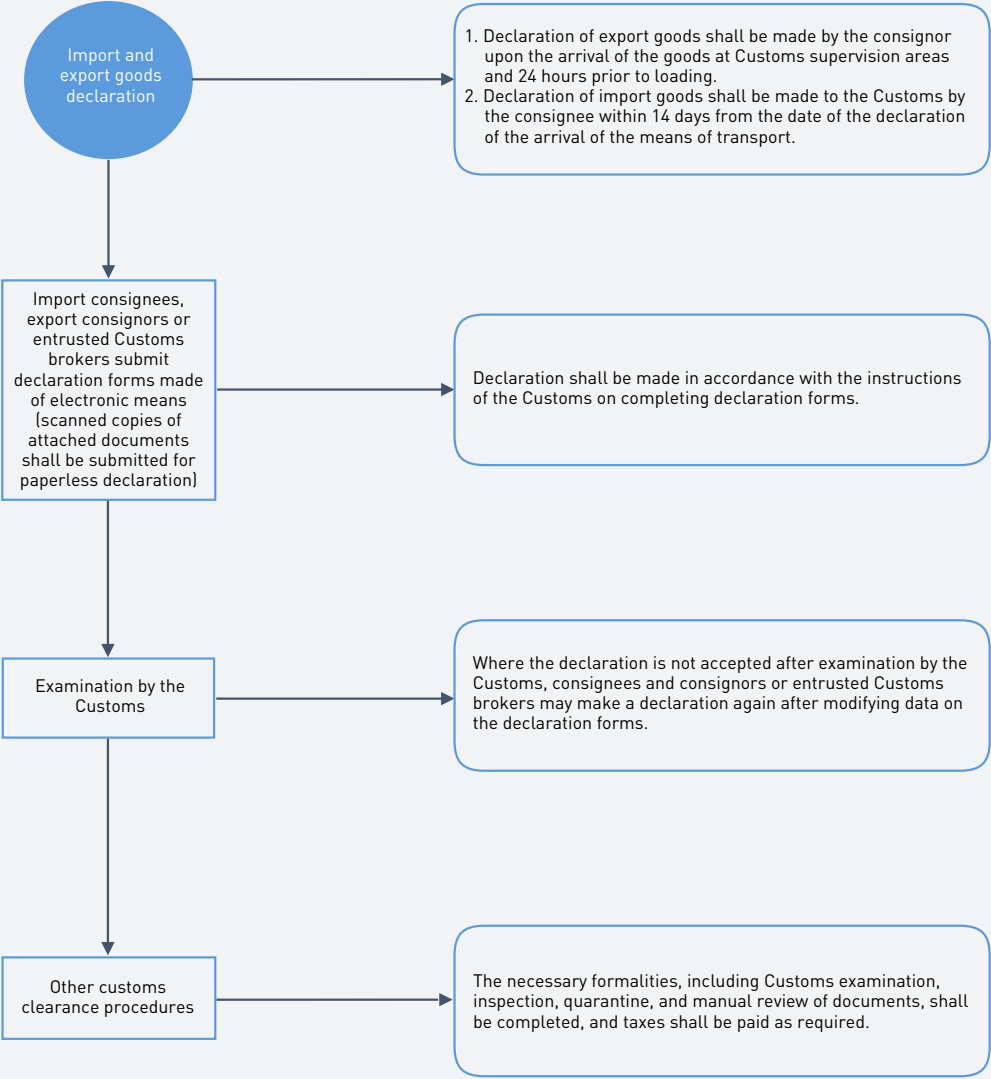 Import and
export goods
declaration
1. Declaration of export goods shall be made by the consignor
upon the arrival of the goods at Customs supervision areas
and 24 hours prior to loading.
2. Declaration of import goods shall be made to the Customs by
the consignee within 14 days from the date of the declaration
of the arrival of the means of transport.
Import consignees,
export consignors or
entrusted Customs
brokers submit
declaration forms made
of electronic means
(scanned copies of
attached documents
shall be submitted for
paperless declaration)
Declaration shall be made in accordance with the instructions
of the Customs on completing declaration forms.
Examination by the
Customs
Where the declaration is not accepted after examination by the
Customs, consignees and consignors or entrusted Customs
brokers may make a declaration again after modifying data on
the declaration forms.
Other customs
clearance procedures
The necessary formalities, including Customs examination,
inspection, quarantine, and manual review of documents, shall
be completed, and taxes shall be paid as required.